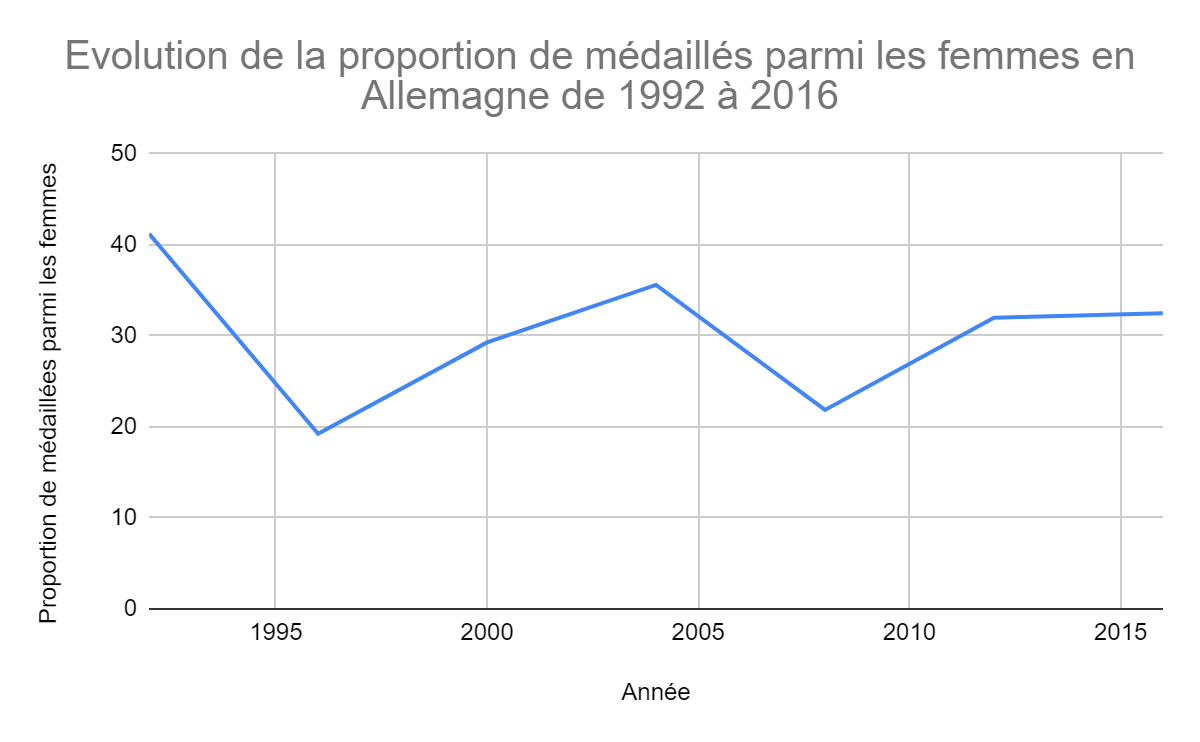 Evolution de la proportion de médaillés parmi les femmes en
Allemagne de 1992 à 2016
Proportion de médaillées parmi les femmes
50
40
30
20
10
0
1995 2000 2005 2010 2015
Année